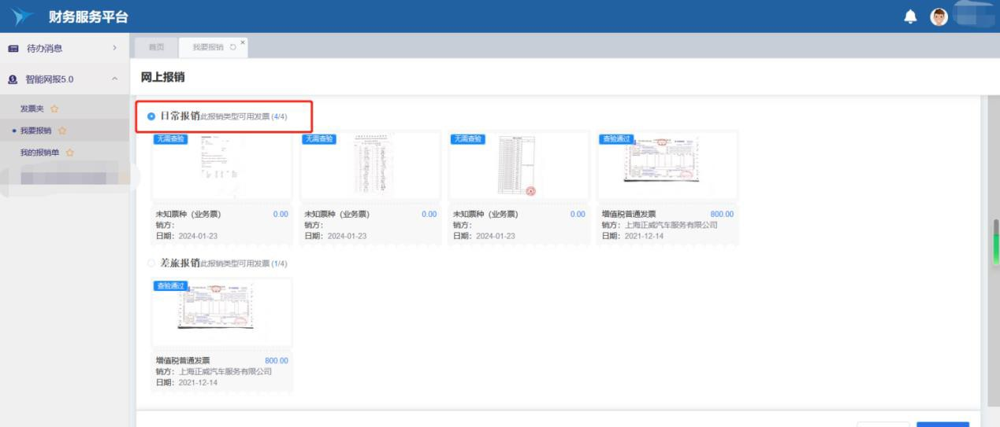 财务服务平台
待办消息
智能网报5.0
发票夹
我要报销
我的报销单
首页
我要报销
网上报销
日常报销此报销类型可用发票 (4/4)
无需查验
无需查验
无需查验
查验通过
未知票种（业务票） 0.00
销方：
日期：2024-01-23
未知票种（业务票） 0.00
销方：
日期：2024-01-23
未知票种（业务票） 0.00
销方：
日期：2024-01-23
增值税普通发票 800.00
销方：上海正威汽车服务有限公司
日期：2021-12-14
差旅报销此报销类型可用发票 (1/4)
查验通过
增值税普通发票 800.00
销方：上海正威汽车服务有限公司
日期：2021-12-14